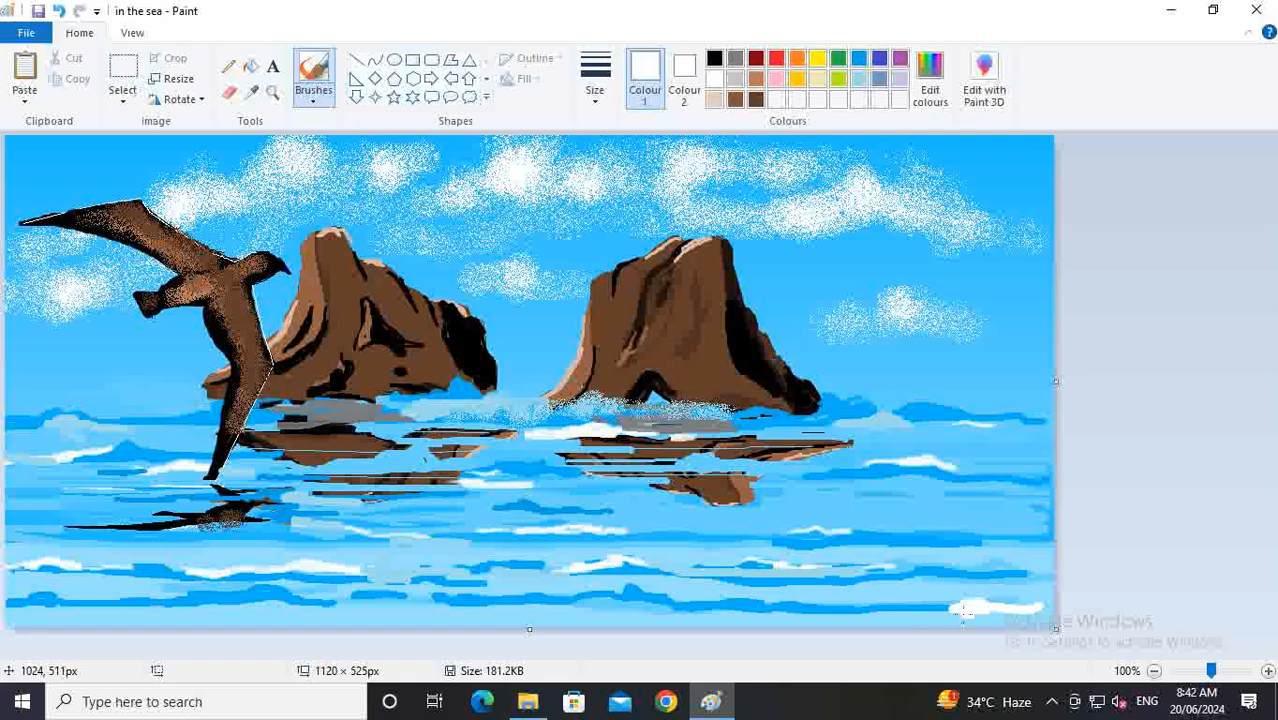 in the sea - Paint
File
Home
View
Paste
Cut
Copy
Clipboard
Select
Crop
Resize
Rotate
Image
A
Tools
Brushes
Outline
Fill
Shapes
Size
Colour
1
Colour
2
Edit
colours
Edit with
Paint 3D
Colours
Windows
1024, 511px
1120 × 525px
Size: 181.2KB
100%
Type here to search
1
34°C Haze
ENG
8:42 AM
20/06/2024